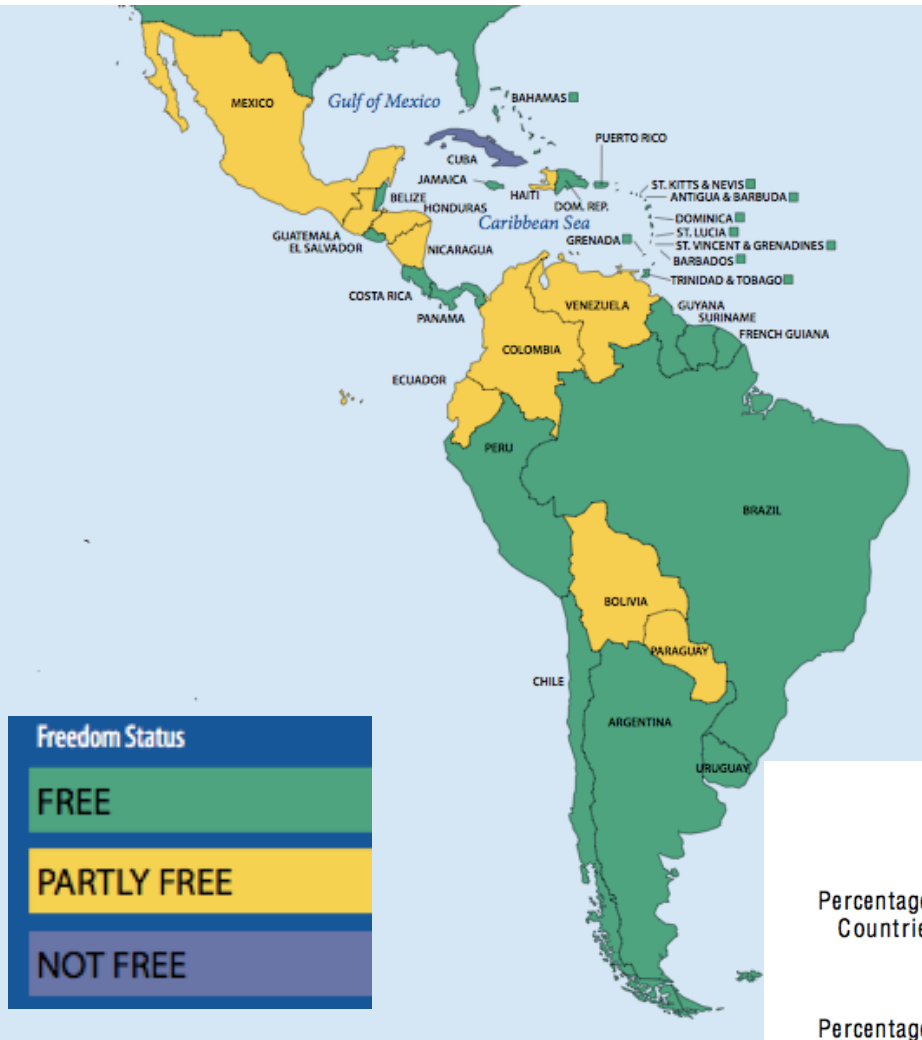 MEXICO
Gulf of Mexico
BAHAMAS
PUERTO RICO
CUBA
JAMAICA
HAITI
DOM. REP.
ST. KITTS & NEVIS
ANTIGUA & BARBUDA
BELIZE
HONDURAS
Caribbean Sea
DOMINICA
ST. LUCIA
GUATEMALA
EL SALVADOR
NICARAGUA
GRENADA
ST. VINCENT & GRENADINES
BARBADOS
TRINIDAD & TOBAGO
COSTA RICA
PANAMA
VENEZUELA
GUYANA
SURINAME
FRENCH GUIANA
COLOMBIA
ECUADOR
PERU
BRAZIL
BOLIVIA
PARAGUAY
CHILE
ARGENTINA
URUGUAY
Freedom Status
FREE
PARTLY FREE
NOT FREE
Percentage
Countrie
Percentage